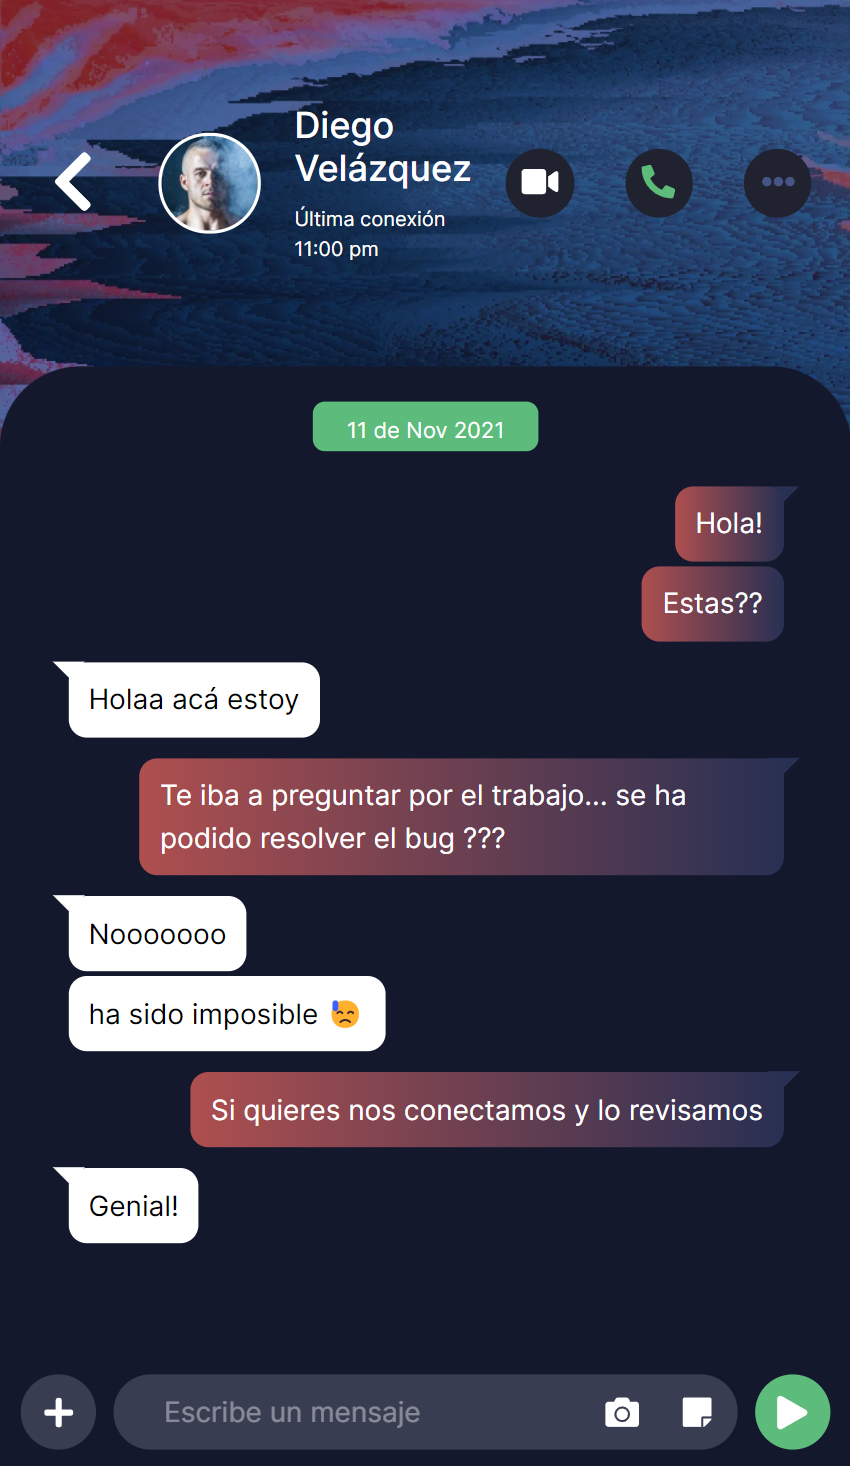 Diego
Velázquez
Última conexión
11:00 pm
11 de Nov 2021
Hola!
Estas??
Holaa acá estoy
Te iba a preguntar por el trabajo... se ha
podido resolver el bug ???
Nooooooo
ha sido imposible 😓
Si quieres nos conectamos y lo revisamos
Genial!
Escribe un mensaje